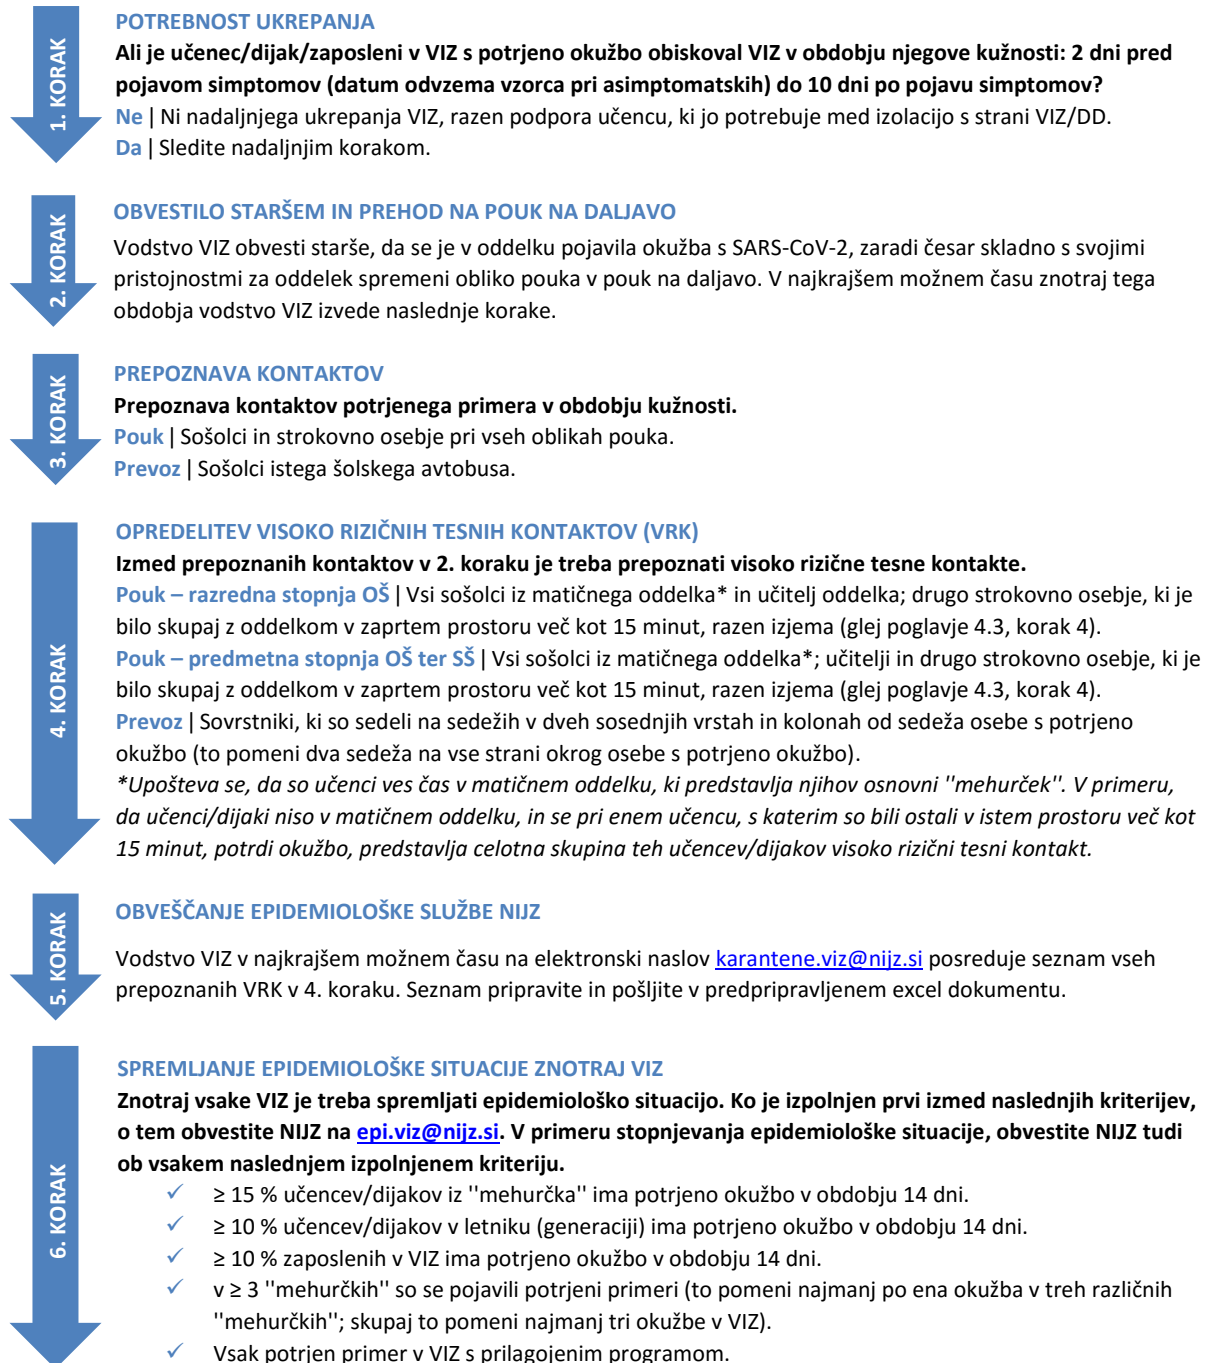 1. KORAK
POTREBNOST UKREPANJA
Ali je učenec/dijak/zaposleni v VIZ s potrjeno okužbo obiskoval VIZ v obdobju njegove kužnosti: 2 dni pred
pojavom simptomov (datum odvzema vzorca pri asimptomatskih) do 10 dni po pojavu simptomov?
Ne | Ni nadaljnjega ukrepanja VIZ, razen podpora učencu, ki jo potrebuje med izolacijo s strani VIZ/DD.
Da | Sledite nadaljnjim korakom.
2. KORAK
OBVESTILO STARŠEM IN PREHOD NA POUK NA DALJAVO
Vodstvo VIZ obvesti starše, da se je v oddelku pojavila okužba s SARS-CoV-2, zaradi česar skladno s svojimi
pristojnostmi za oddelek spremeni obliko pouka v pouk na daljavo. V najkrajšem možnem času znotraj tega
obdobja vodstvo VIZ izvede naslednje korake.
3. KORAK
PREPOZNAVA KONTAKTOV
Prepoznava kontaktov potrjenega primera v obdobju kužnosti.
Pouk | Sošolci in strokovno osebje pri vseh oblikah pouka.
Prevoz | Sošolci istega šolskega avtobusa.
4. KORAK
OPREDELITEV VISOKO RIZIČNIH TESNIH KONTAKTOV (VRK)
Izmed prepoznanih kontaktov v 2. koraku je treba prepoznati visoko rizične tesne kontakte.
Pouk – razredna stopnja OŠ | Vsi sošolci iz matičnega oddelka* in učitelj oddelka; drugo strokovno osebje, ki je
bilo skupaj z oddelkom v zaprtem prostoru več kot 15 minut, razen izjema (glej poglavje 4.3, korak 4).
Pouk – predmetna stopnja OŠ ter SŠ | Vsi sošolci iz matičnega oddelka*; učitelji in drugo strokovno osebje, ki je
bilo skupaj z oddelkom v zaprtem prostoru več kot 15 minut, razen izjema (glej poglavje 4.3, korak 4).
Prevoz | Sovrstniki, ki so sedeli na sedežih v dveh sosednjih vrstah in kolonah od sedeža osebe s potrjeno
okužbo (to pomeni dva sedeža na vse strani okrog osebe s potrjeno okužbo).
*Upošteva se, da so učenci ves čas v matičnem oddelku, ki predstavlja njihov osnovni ''mehurček''. V primeru,
da učenci/dijaki niso v matičnem oddelku, in se pri enem učencu, s katerim so bili ostali v istem prostoru več kot
15 minut, potrdi okužbo, predstavlja celotna skupina teh učencev/dijakov visoko rizični tesni kontakt.
5. KORAK
OBVEŠČANJE EPIDEMIOLOŠKE SLUŽBE NIJZ
Vodstvo VIZ v najkrajšem možnem času na elektronski naslov karantene.viz@nijz.si posreduje seznam vseh
prepoznanih VRK v 4. koraku. Seznam pripravite in pošljite v predpripravljenem excel dokumentu.
6. KORAK
SPREMLJANJE EPIDEMIOLOŠKE SITUACIJE ZNOTRAJ VIZ
Znotraj vsake VIZ je treba spremljati epidemiološko situacijo. Ko je izpolnjen prvi izmed naslednjih kriterijev,
o tem obvestite NIJZ na epi.viz@nijz.si. V primeru stopnjevanja epidemiološke situacije, obvestite NIJZ tudi
ob vsakem naslednjem izpolnjenem kriteriju.
✓ ≥ 15 % učencev/dijakov iz ''mehurčka'' ima potrjeno okužbo v obdobju 14 dni.
✓ ≥ 10 % učencev/dijakov v letniku (generaciji) ima potrjeno okužbo v obdobju 14 dni.
✓ ≥ 10 % zaposlenih v VIZ ima potrjeno okužbo v obdobju 14 dni.
✓ v ≥ 3 ''mehurčkih'' so se pojavili potrjeni primeri (to pomeni najmanj po ena okužba v treh različnih
''mehurčkih''; skupaj to pomeni najmanj tri okužbe v VIZ).
✓ Vsak potrjen primer v VIZ s prilagojenim programom.